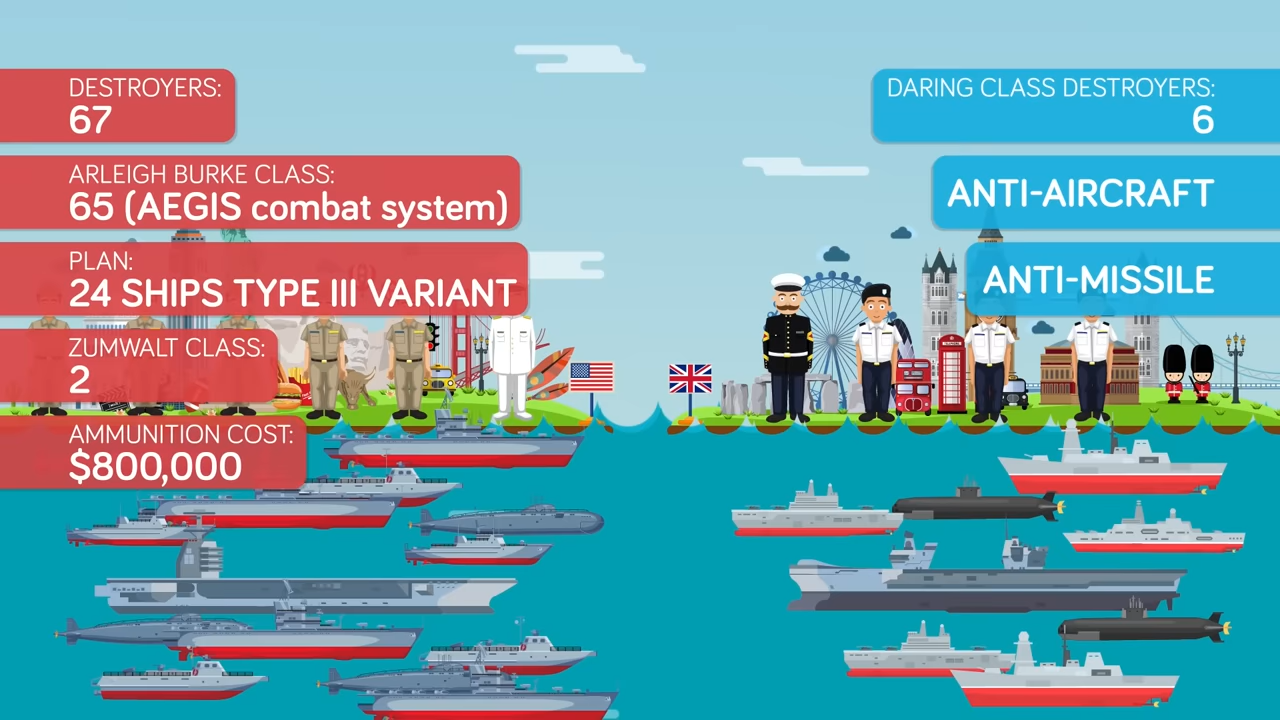 DESTROYERS:
67
ARLEIGH BURKE CLASS:
65 (AEGIS combat system)
PLAN:
24 SHIPS TYPE III VARIANT
ZUMWALT CLASS:
2
AMMUNITION COST:
$800,000
DARING CLASS DESTROYERS:
6
ANTI-AIRCRAFT
ANTI-MISSILE